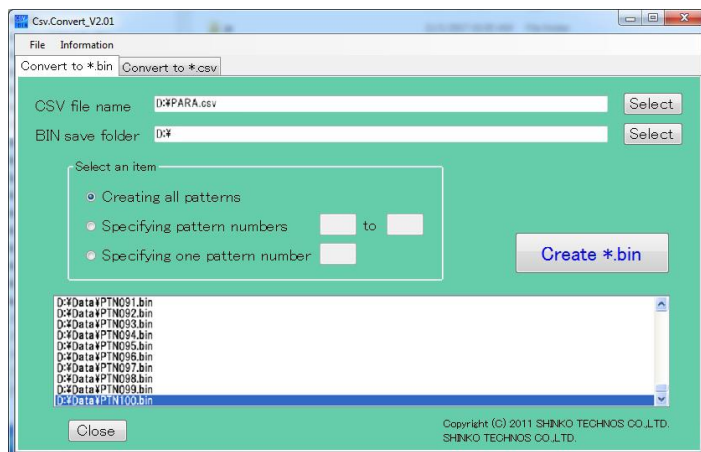 Csv.Convert_V2.01
File Information
Convert to *.bin Convert to *.csv
CSV file name D:¥PARA.csv Select
BIN save folder D:¥ Select
Select an item
Creating all patterns
Specifying pattern numbers to
Specifying one pattern number
Create *.bin
D:¥Data¥PTN091.bin
D:¥Data¥PTN092.bin
D:¥Data¥PTN093.bin
D:¥Data¥PTN094.bin
D:¥Data¥PTN095.bin
D:¥Data¥PTN096.bin
D:¥Data¥PTN097.bin
D:¥Data¥PTN098.bin
D:¥Data¥PTN099.bin
D:¥Data¥PTN100.bin
Close
Copyright (C) 2011 SHINKO TECHNOS CO.,LTD.
SHINKO TECHNOS CO.,LTD.